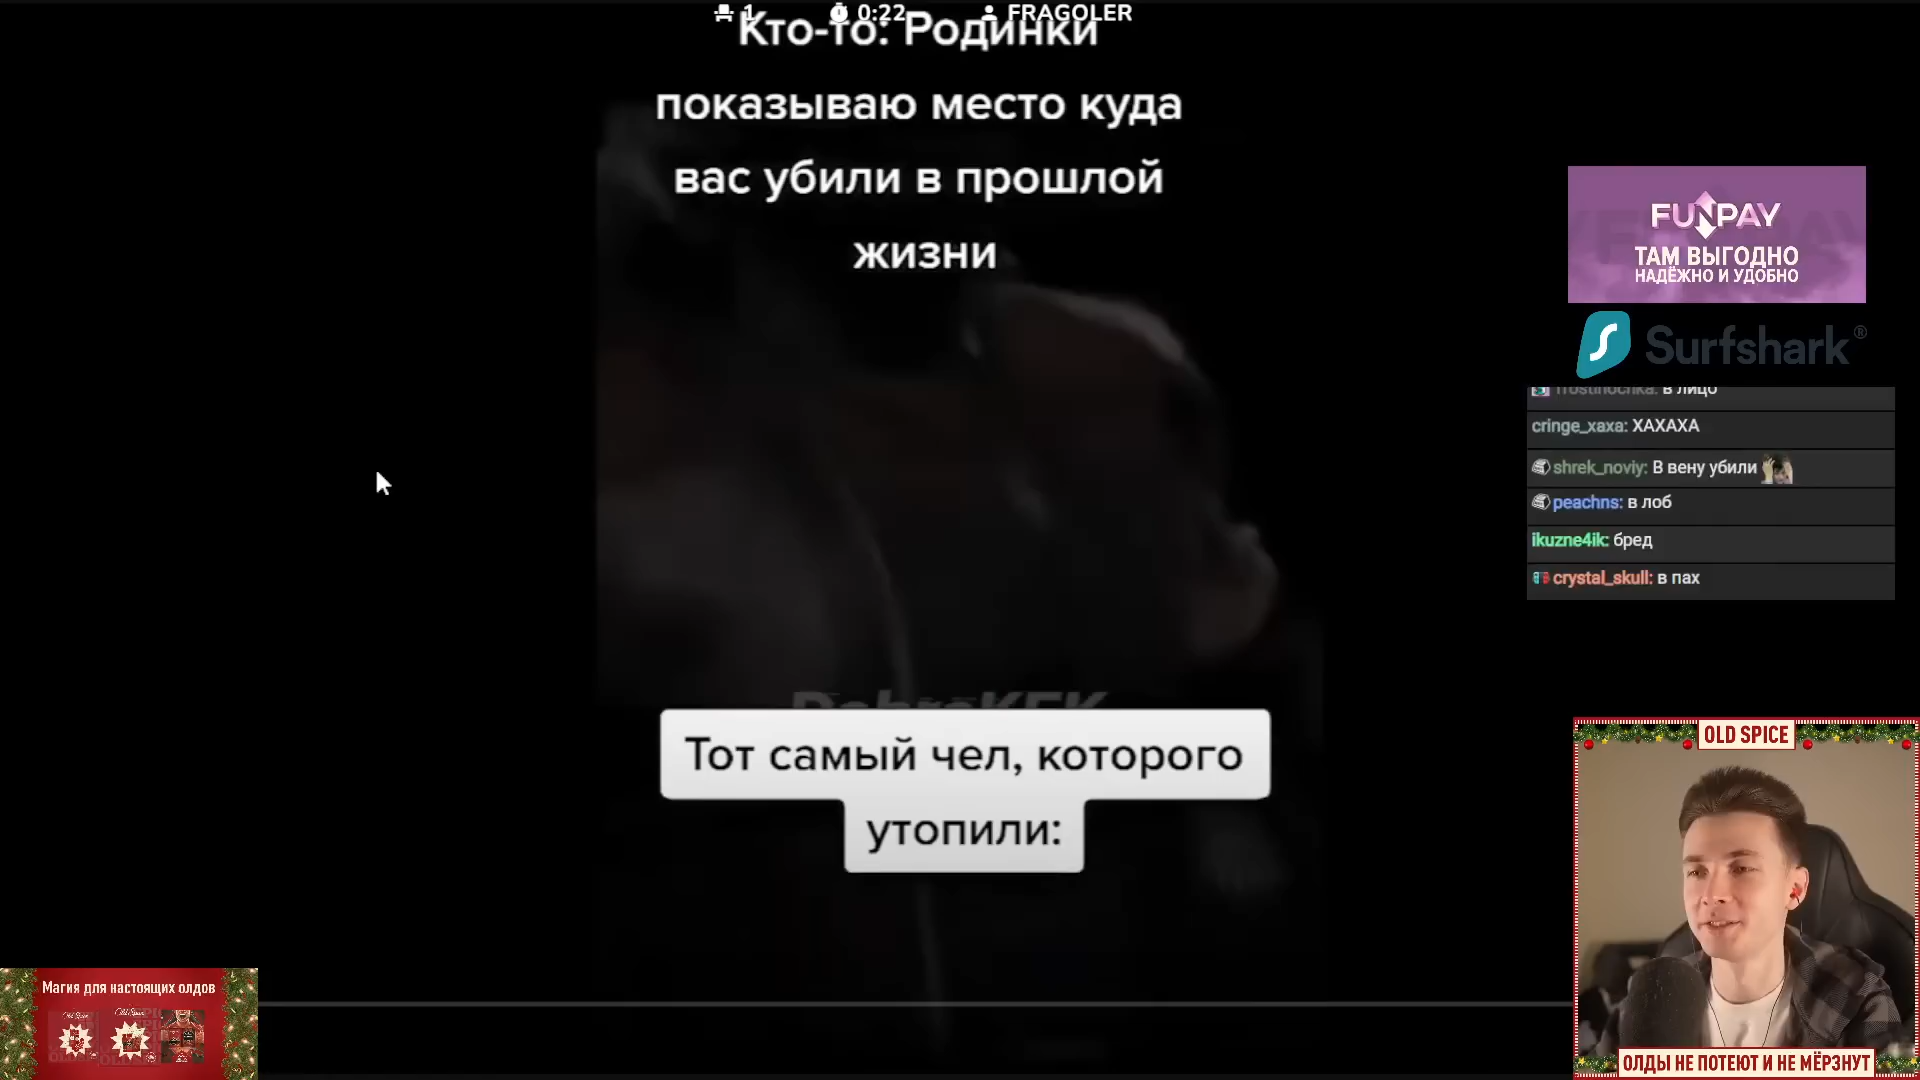 1
0:22
FRAGOLER
Кто-то: Родинки
показываю место куда
вас убили в прошлой
жизни
FUNPAY
ТАМ ВЫГОДНО
НАДЁЖНО И УДОБНО
Surfshark®
в лицо
cringe_xaxa: ХАХАХА
shrek_noviy: В вену убили
peachns: в лоб
ikuzne4ik: бред
crystal_skull: в пах
Тот самый чел, которого
утопили:
OLD SPICE
Магия для настоящих олдов
ОЛДЫ НЕ ПОТЕЮТ И НЕ МЁРЗНУТ